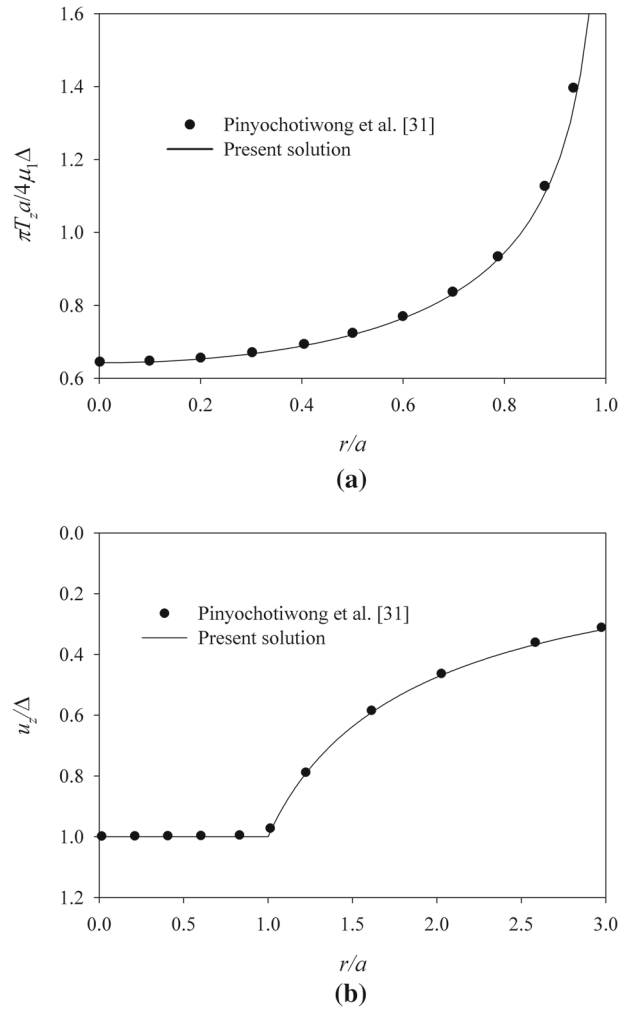 1.6
1.4
1.2
1.0
0.8
0.6
πT_z a/4μ_1Δ
Pinyochotiwong et al. [31]
Present solution
0.0 0.2 0.4 0.6 0.8 1.0
r/a
(a)
0.0
0.2
0.4
0.6
0.8
1.0
1.2
u_z/Δ
Pinyochotiwong et al. [31]
Present solution
0.0 0.5 1.0 1.5 2.0 2.5 3.0
r/a
(b)